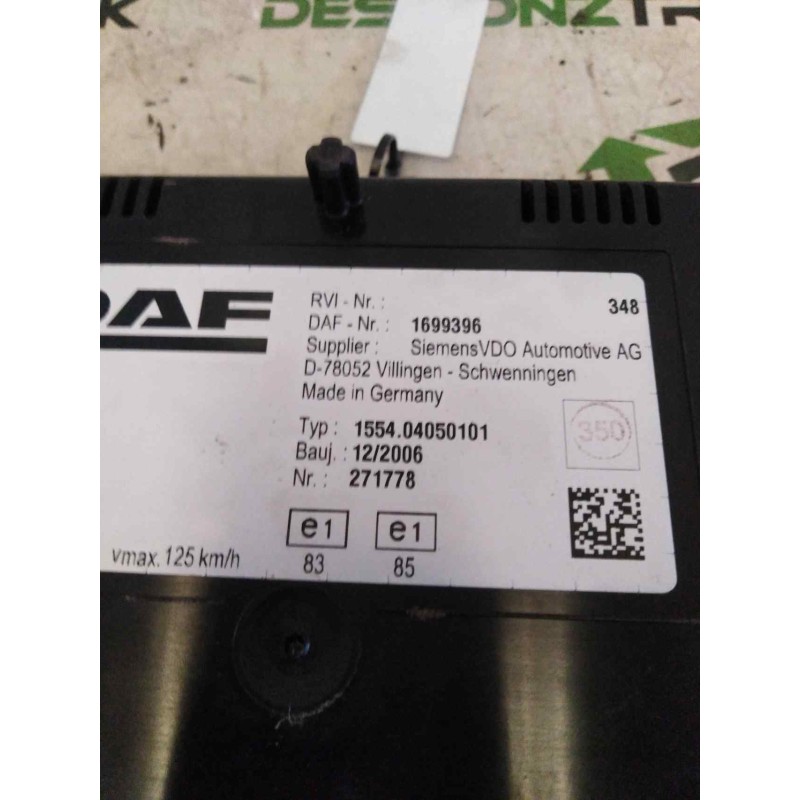 DAF
RVI - Nr. : 348
DAF - Nr. : 1699396
Supplier : SiemensVDO Automotive AG
D-78052 Villingen - Schwenningen
Made in Germany
Typ : 1554.04050101
Bauj. : 12/2006
Nr. : 271778
350
e1 e1
83 85
vmax. 125 km/h